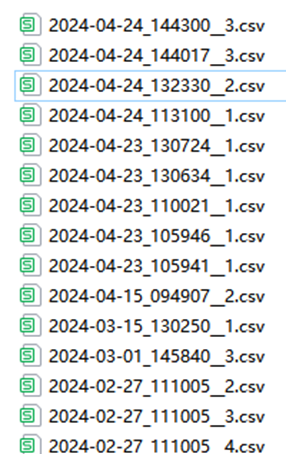 2024-04-24_144300__3.csv
2024-04-24_144017__3.csv
2024-04-24_132330__2.csv
2024-04-24_113100__1.csv
2024-04-23_130724__1.csv
2024-04-23_130634__1.csv
2024-04-23_110021__1.csv
2024-04-23_105946__1.csv
2024-04-23_105941__1.csv
2024-04-15_094907__2.csv
2024-03-15_130250__1.csv
2024-03-01_145840__3.csv
2024-02-27_111005__2.csv
2024-02-27_111005__3.csv
2024-02-27_111005__4.csv